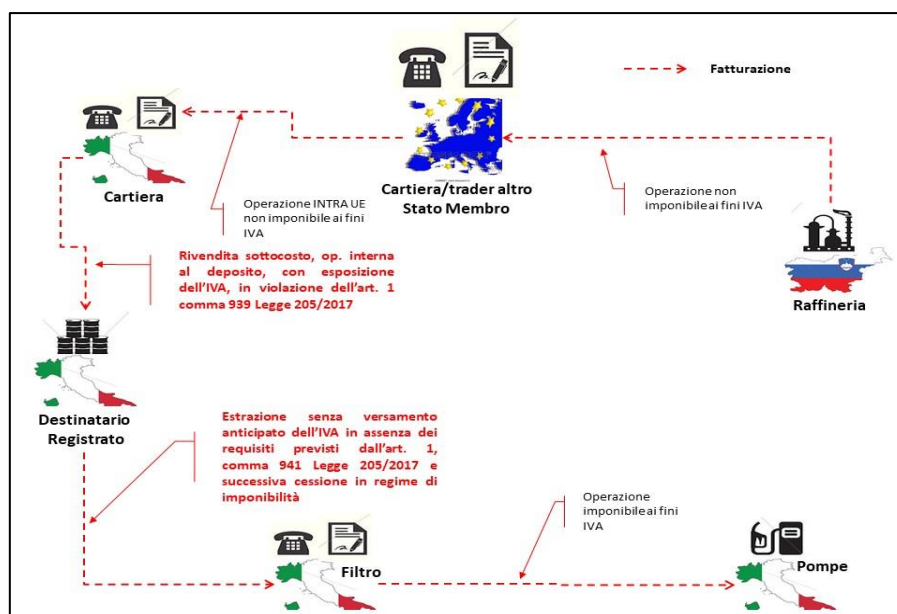 Fatturazione
Cartiera
Cartiera/trader altro
Stato Membro
Operazione INTRA UE
non imponibile ai fini
IVA
Operazione non
imponibile ai fini IVA
Raffineria
Rivendita sottocosto, op. interna
al deposito, con esposizione
dell'IVA, in violazione dell'art. 1
comma 939 Legge 205/2017
Destinatario
Registrato
Estrazione senza versamento
anticipato dell'IVA in assenza dei
requisiti previsti dall'art. 1,
comma 941 Legge 205/2017 e
successiva cessione in regime di
imponibilità
Operazione
imponibile ai fini
IVA
Filtro
Pompe